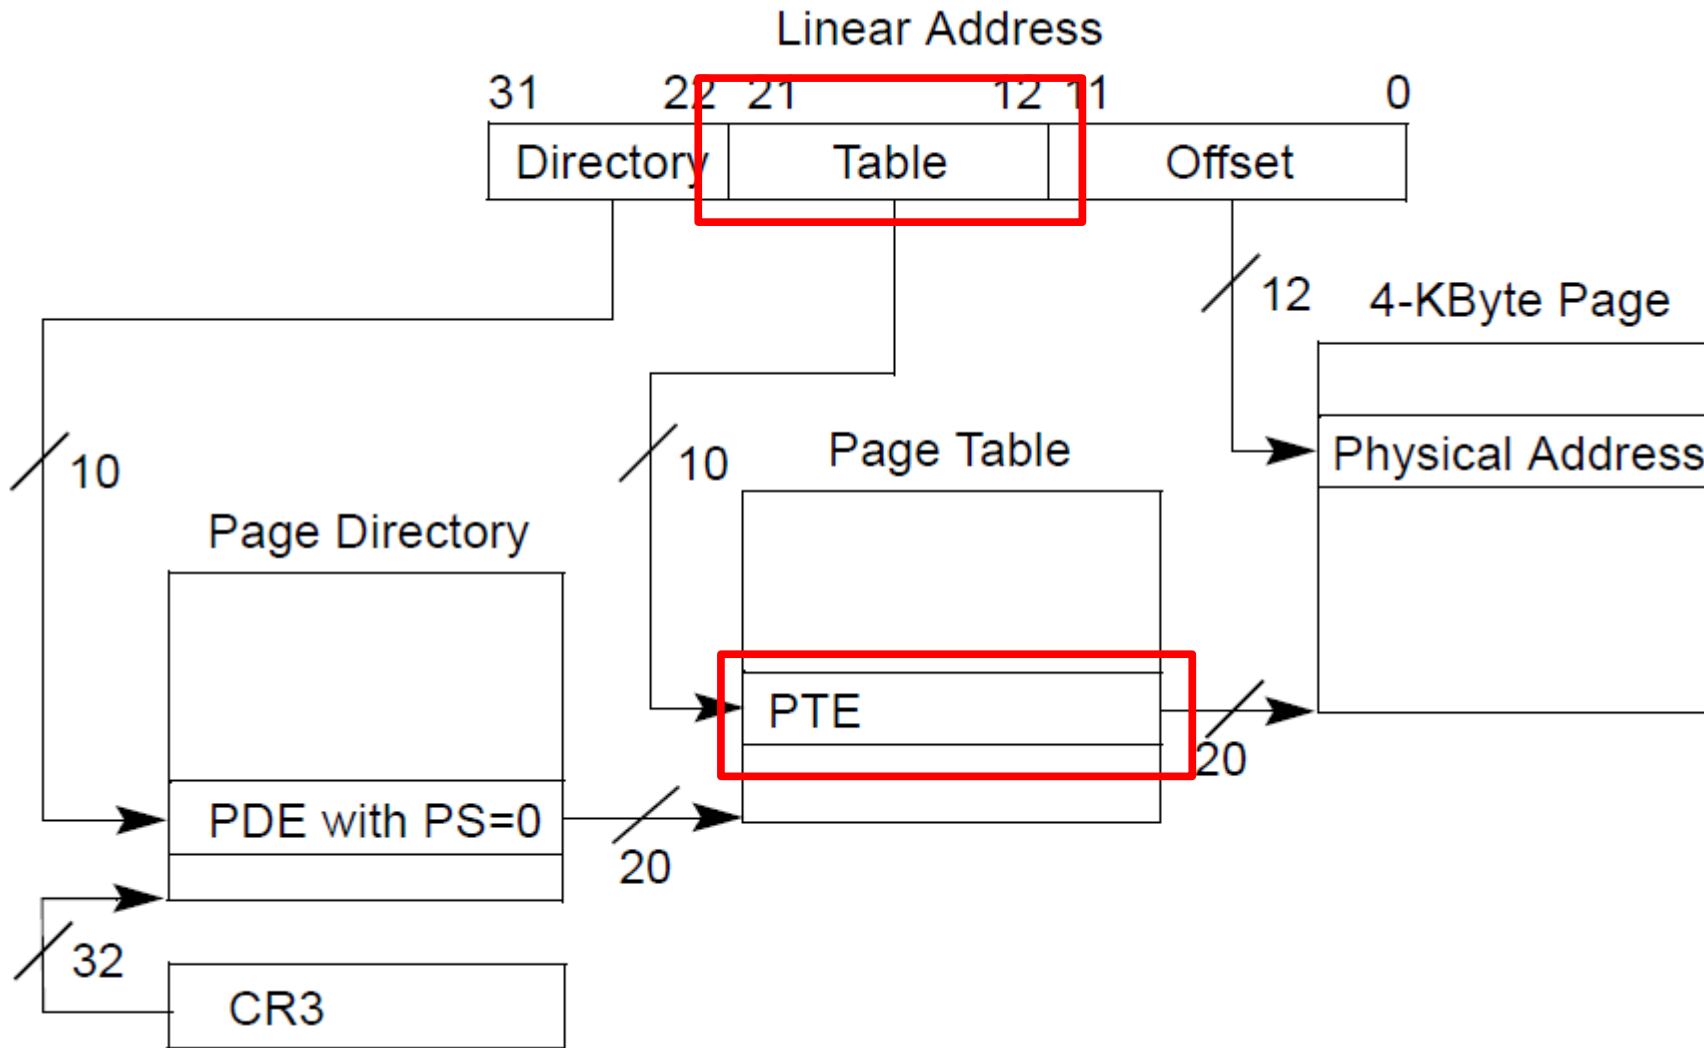 Linear Address
31 22 21 12 11 0
Directory Table Offset
12
4-KByte Page
10
10
Page Table
Physical Address
Page Directory
PTE
20
PDE with PS=0
20
32
CR3